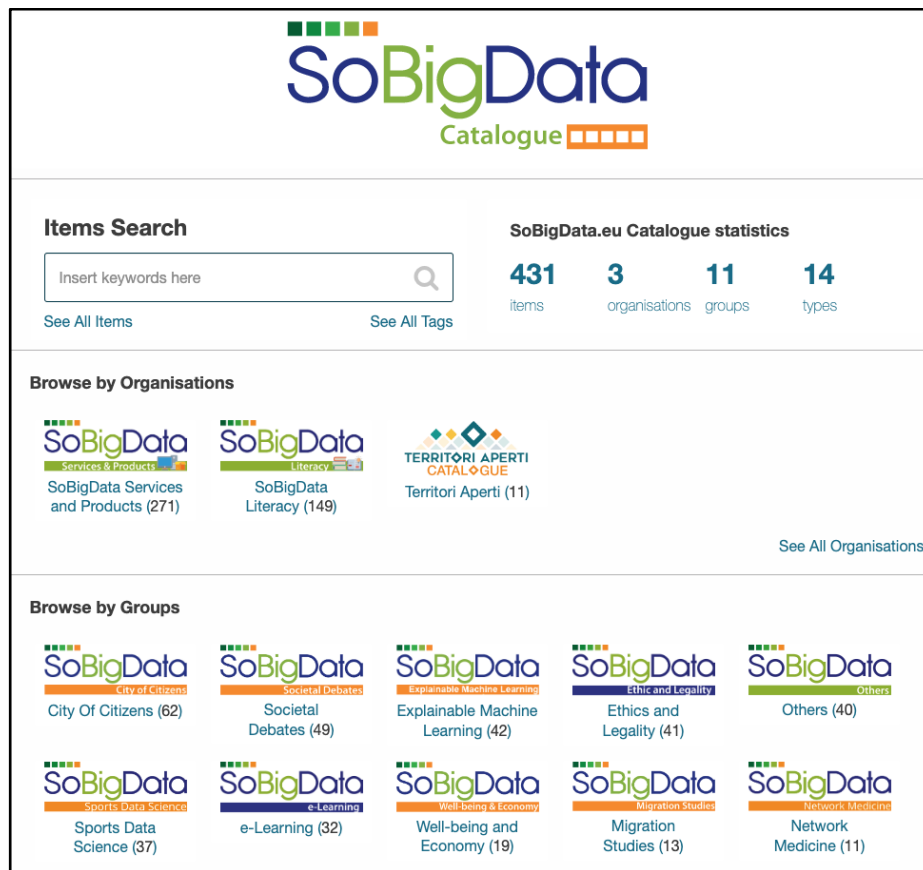 SoBigData
Catalogue
Items Search
Insert keywords here
See All Items
See All Tags
SoBigData.eu Catalogue statistics
431 3 11 14
items organisations groups types
Browse by Organisations
SoBigData SoBigData TERRITORI APERTI
Services & Products Literacy CATALOGUE
SoBigData Services SoBigData Territori Aperti (11)
and Products (271) Literacy (149)
See All Organisations
Browse by Groups
SoBigData SoBigData SoBigData SoBigData SoBigData
City of Citizens Societal Debates Explainable Machine Learning Ethic and Legality Others
City Of Citizens (62) Societal Explainable Machine Ethics and Others (40)
Debates (49) Learning (42) Legality (41)
SoBigData SoBigData SoBigData SoBigData SoBigData
Sports Data Science e-Learning Well-being & Economy Migration Studies Network Medicine
Sports Data e-Learning (32) Well-being and Migration Network
Science (37) Economy (19) Studies (13) Medicine (11)